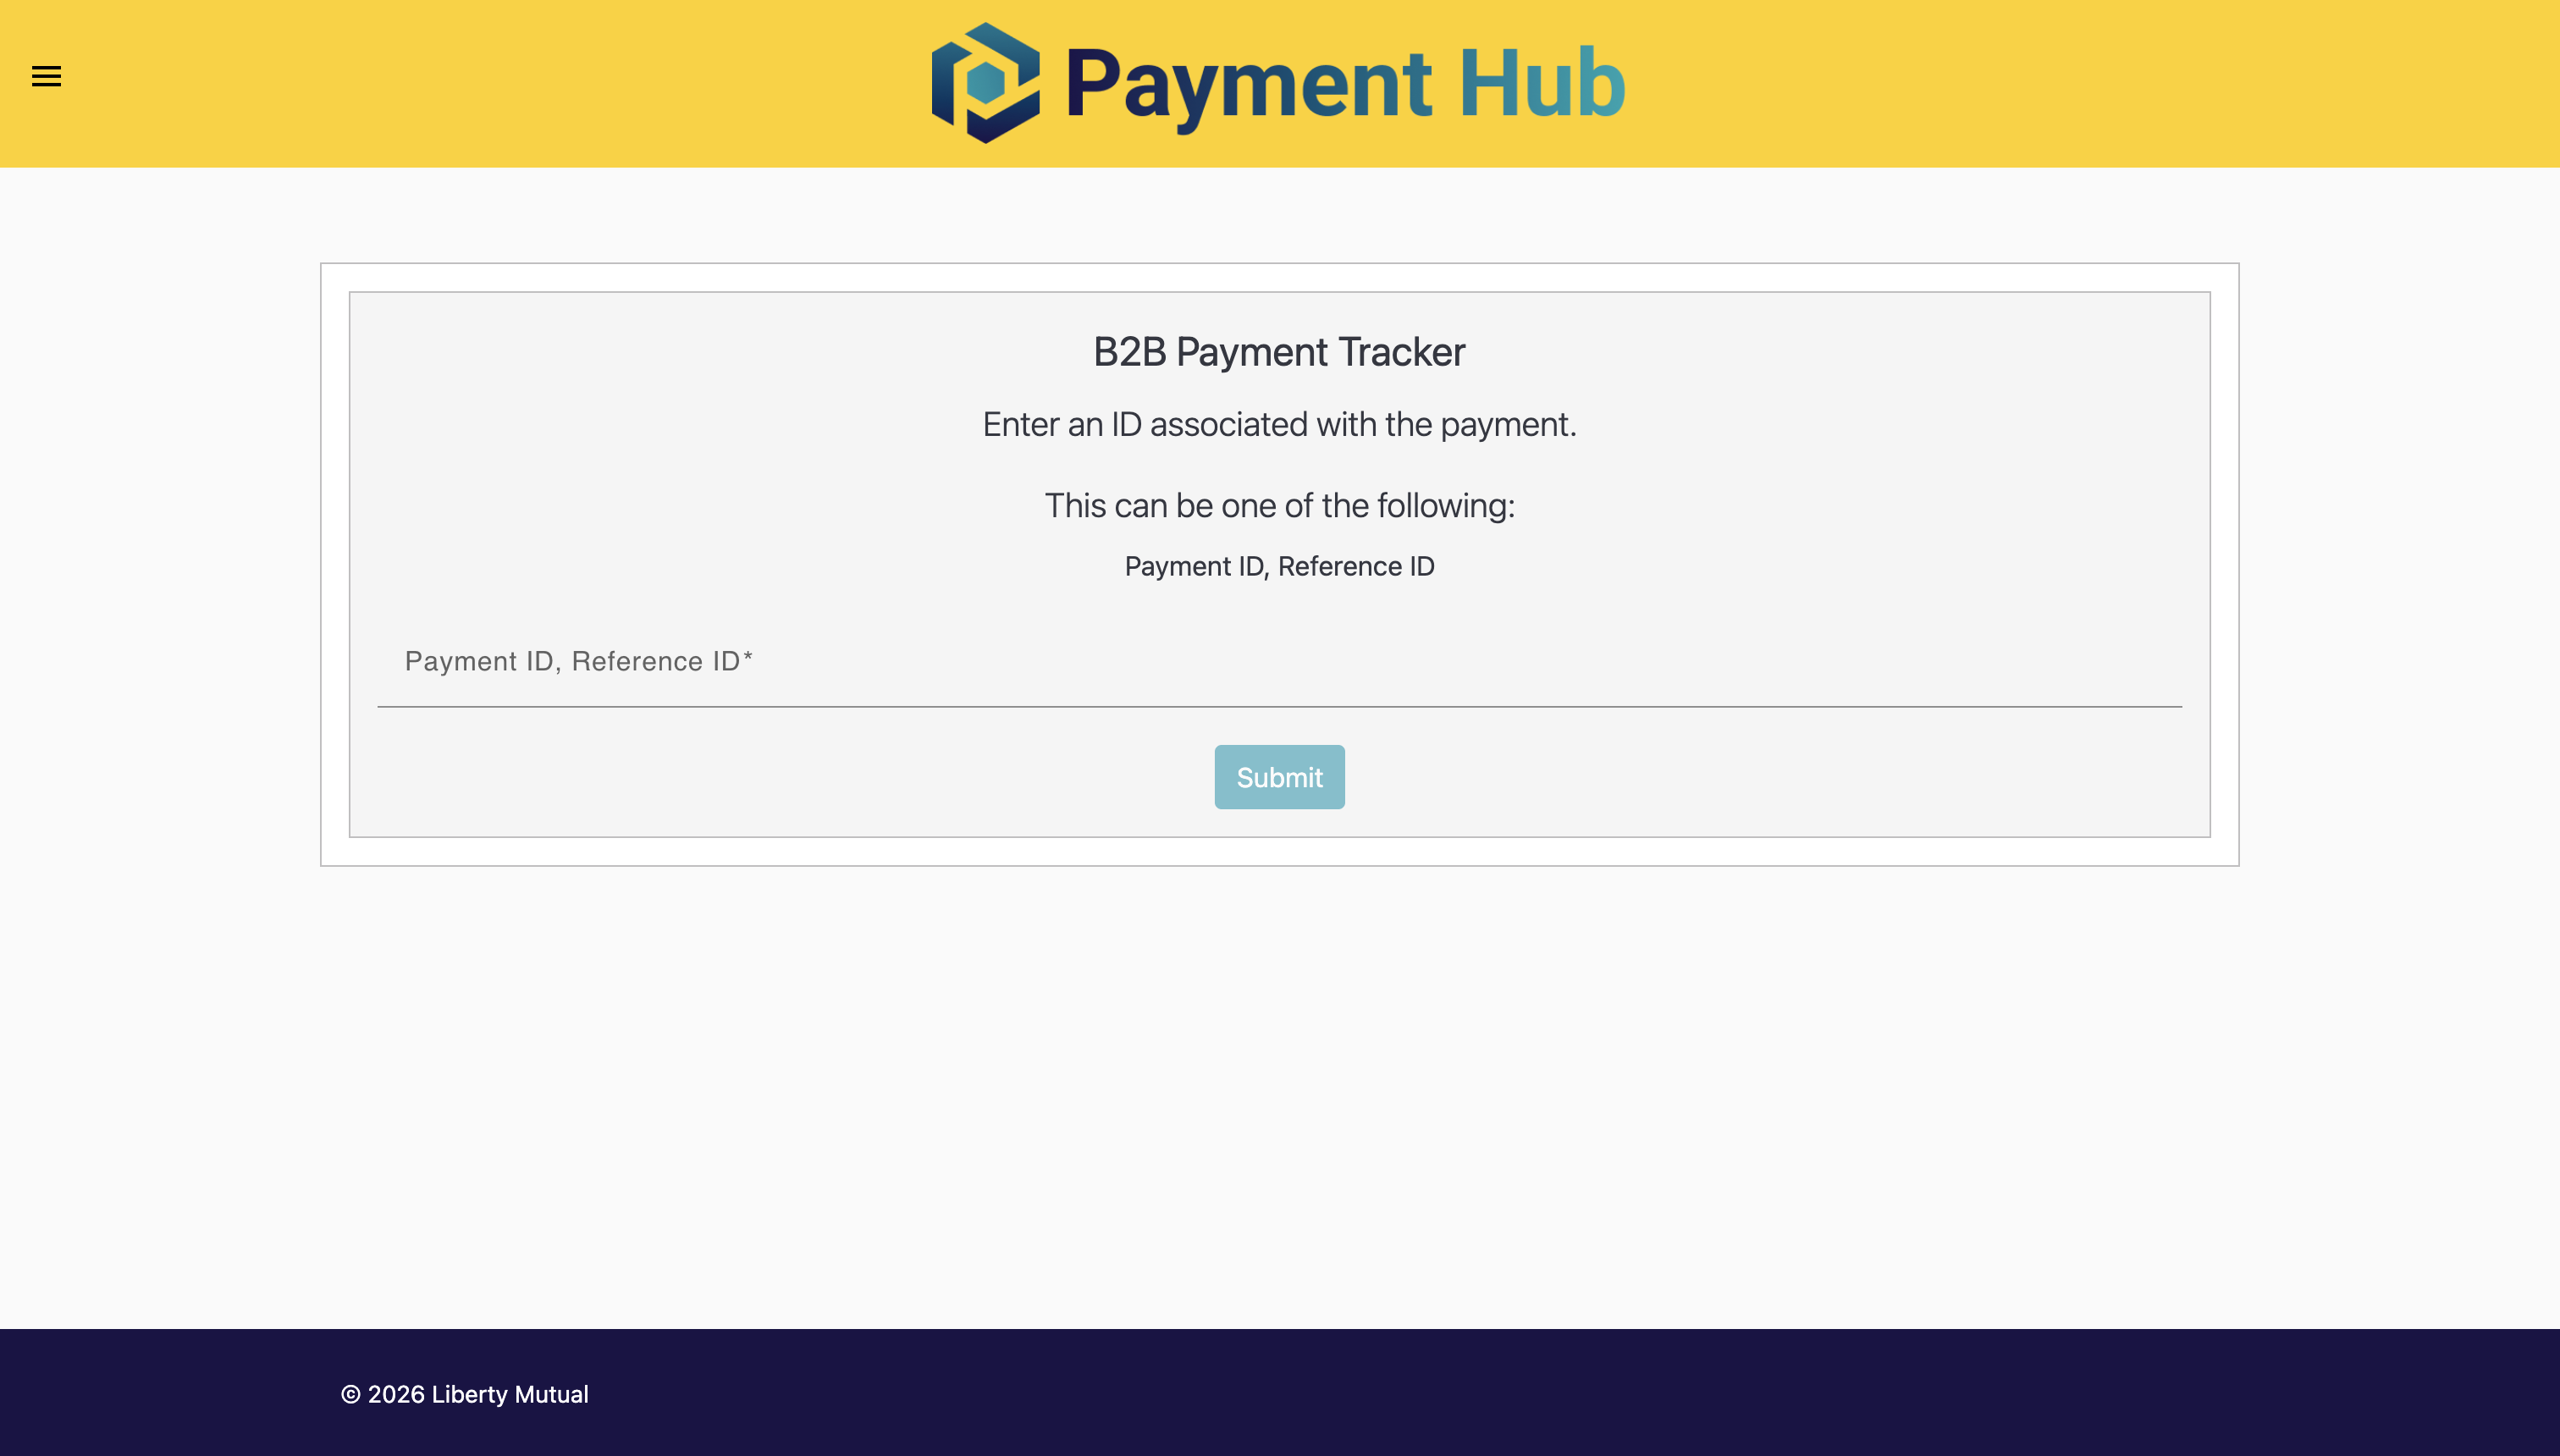 Payment Hub
B2B Payment Tracker
Enter an ID associated with the payment.
This can be one of the following:
Payment ID, Reference ID
Payment ID, Reference ID*
Submit
© 2026 Liberty Mutual